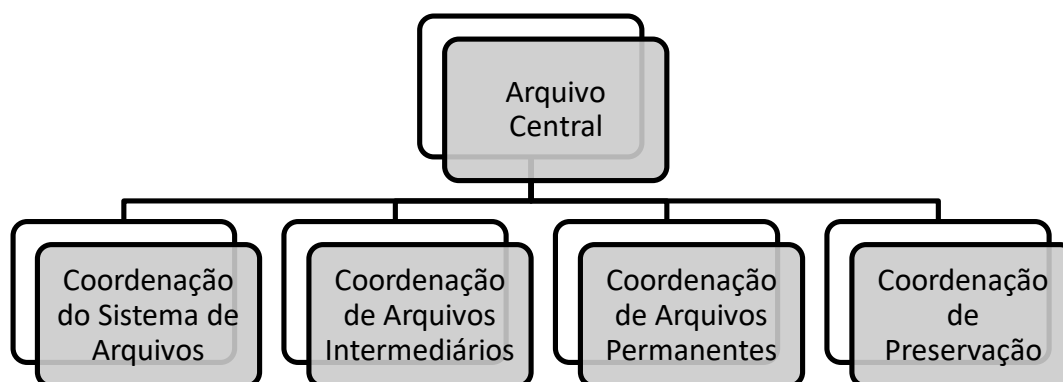 Arquivo
Central
Coordenação
do Sistema de
Arquivos
Coordenação
de Arquivos
Intermediários
Coordenação
de Arquivos
Permanentes
Coordenação
de
Preservação